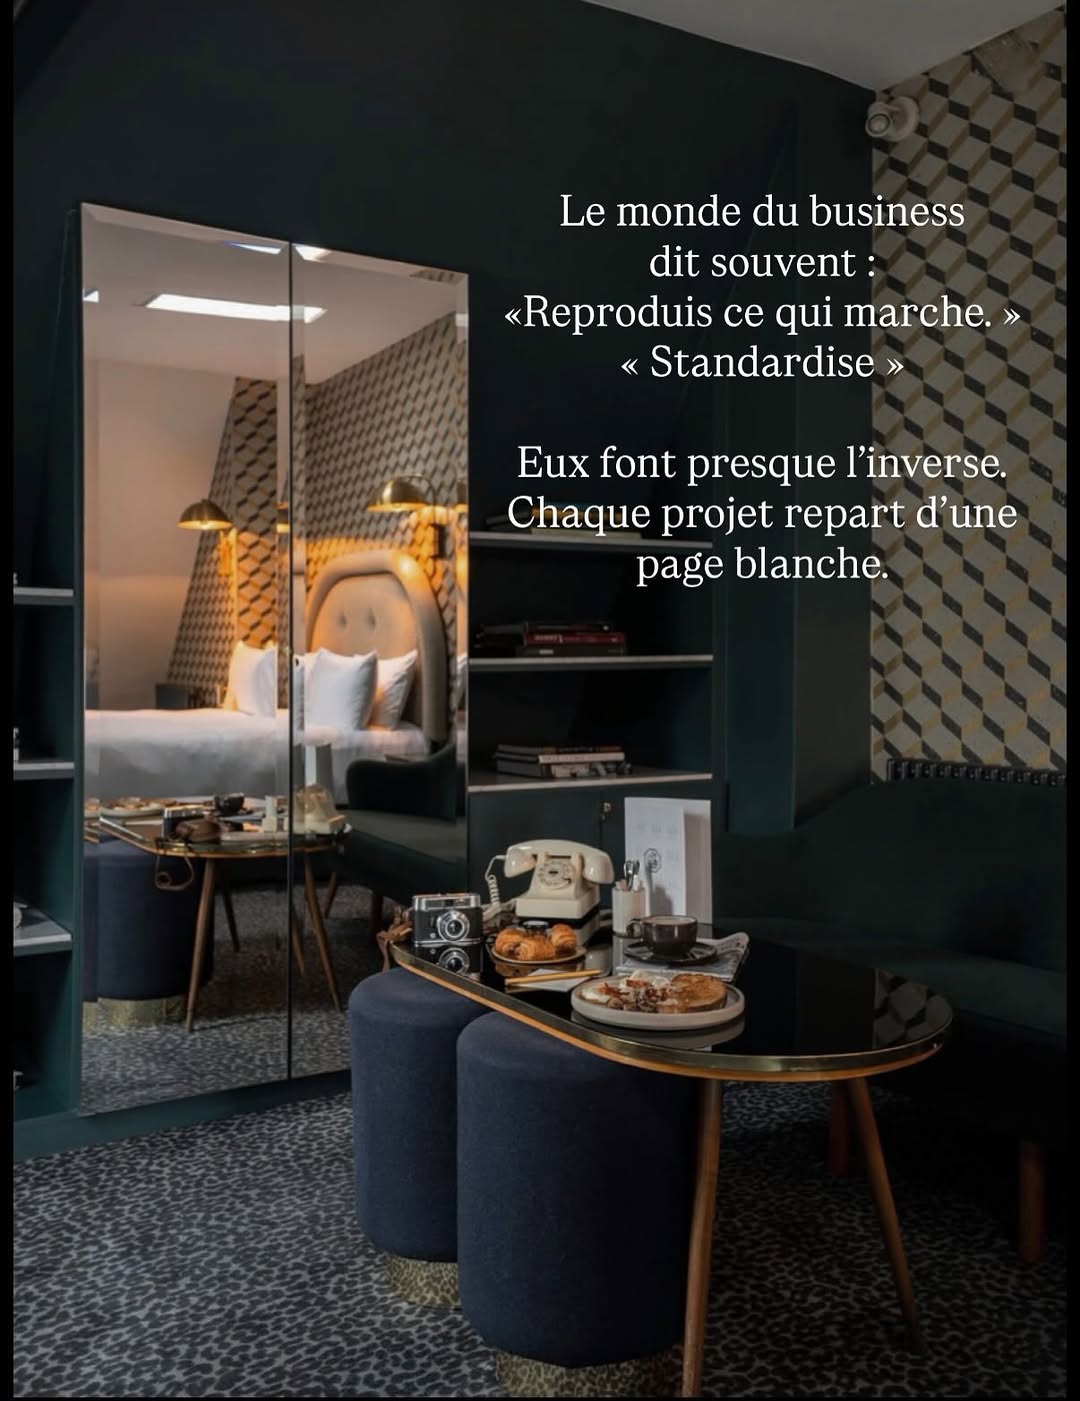 Le monde du business
dit souvent :
«Reproduis ce qui marche. »
« Standardise »
Eux font presque l’inverse.
Chaque projet repart d’une
page blanche.